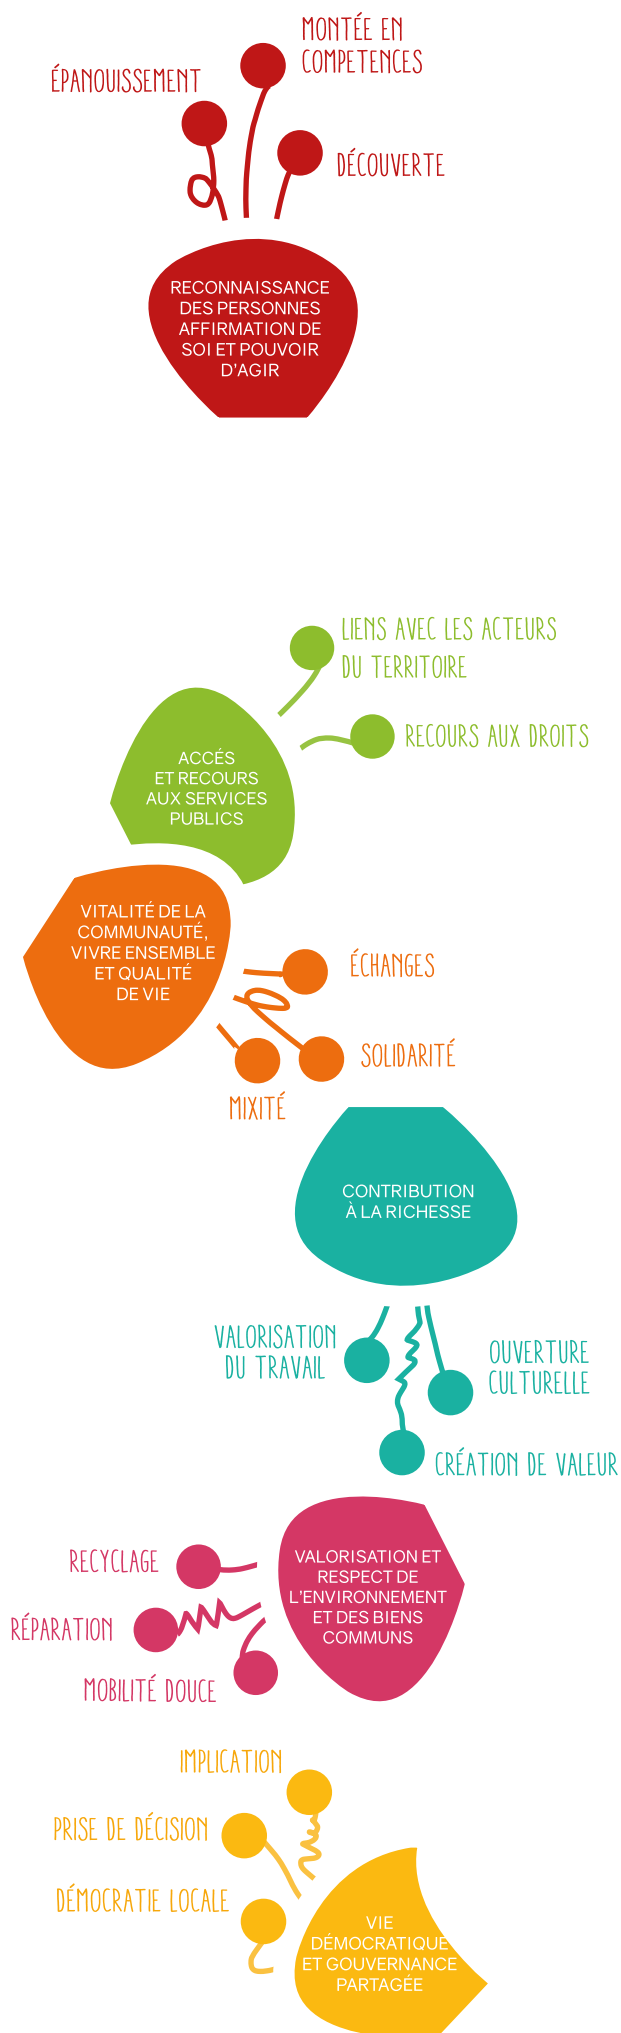 MONTÉE EN
COMPETENCES
ÉPANOUISSEMENT
DÉCOUVERTE
RECONNAISSANCE
DES PERSONNES
AFFIRMATION DE
SOI ET POUVOIR
D'AGIR
LIENS AVEC LES ACTEURS
DU TERRITOIRE
RECOURS AUX DROITS
ACCÉS
ET RECOURS
AUX SERVICES
PUBLICS
VITALITÉ DE LA
COMMUNAUTÉ,
VIVRE ENSEMBLE
ET QUALITÉ
DE VIE
ÉCHANGES
SOLIDARITÉ
MIXITÉ
CONTRIBUTION
À LA RICHESSE
VALORISATION
DU TRAVAIL
OUVERTURE
CULTURELLE
CRÉATION DE VALEUR
RECYCLAGE
RÉPARATION
MOBILITÉ DOUCE
VALORISATION ET
RESPECT DE
L'ENVIRONNEMENT
ET DES BIENS
COMMUNS
IMPLICATION
PRISE DE DÉCISION
DÉMOCRATIE LOCALE
VIE
DÉMOCRATIQUE
ET GOUVERNANCE
PARTAGÉE